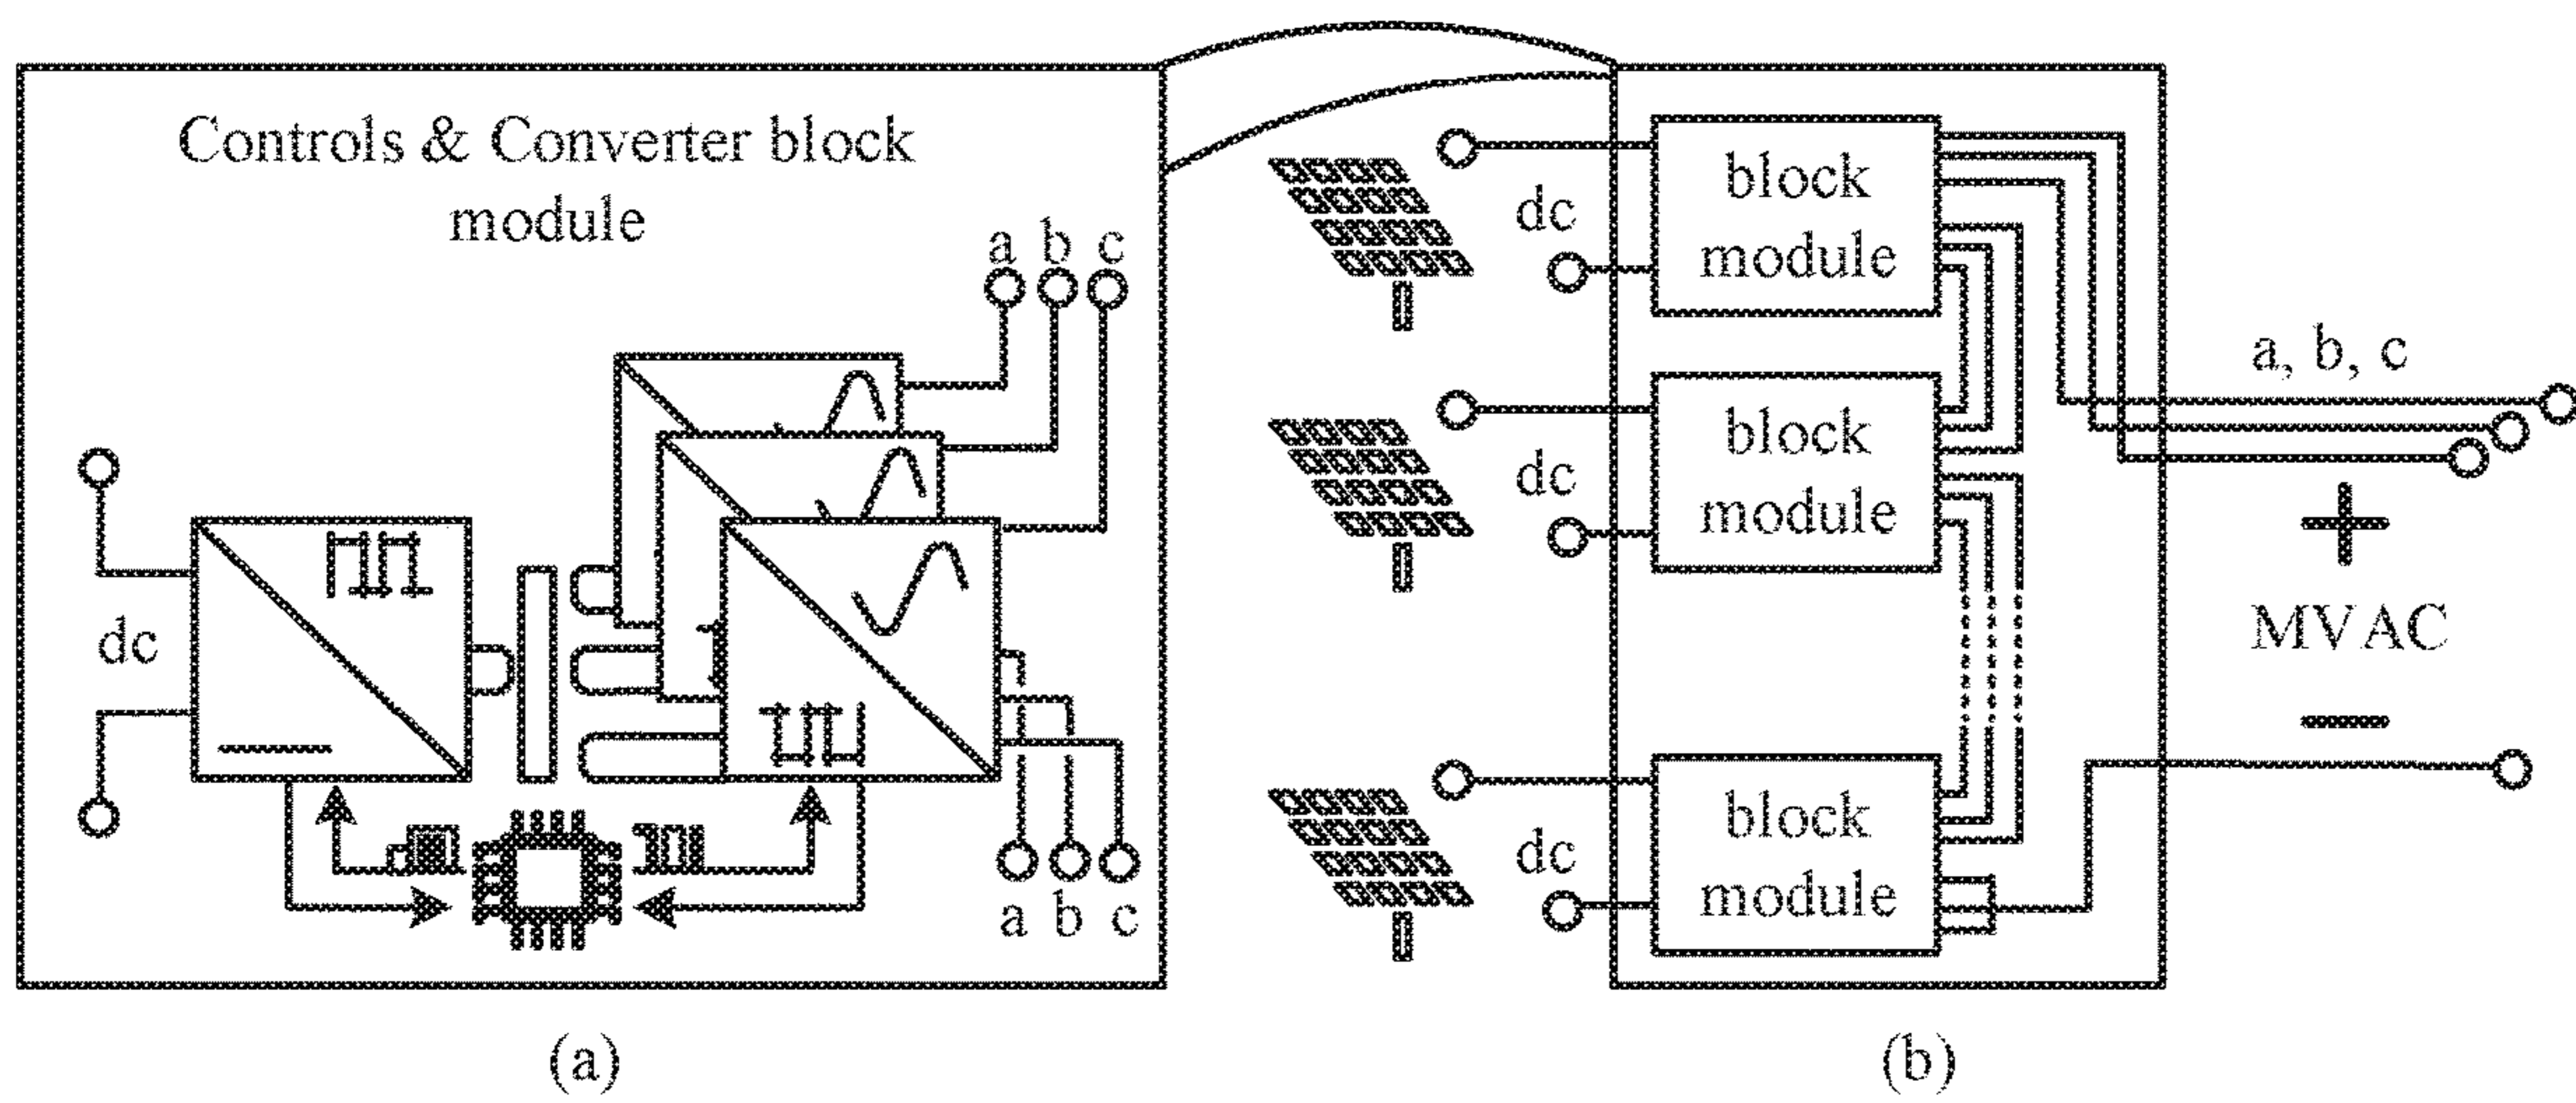 Controls & Converter block
module
a b c
dc
a b c
(a)
block
module
dc
block
module
dc
block
module
dc
a, b, c
+
MVAC
−
(b)